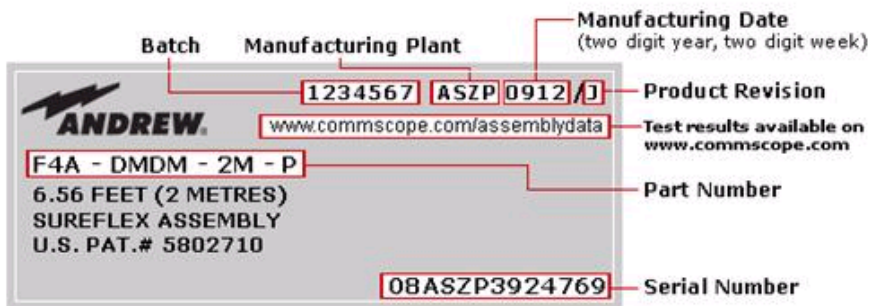 Manufacturing Date
(two digit year, two digit week)
Batch
Manufacturing Plant
1234567 ASZP 0912 /J
Product Revision
ANDREW.
www.commscope.com/assemblydata
Test results available on
www.commscope.com
F4A - DMDM - 2M - P
Part Number
6.56 FEET (2 METRES)
SUREFLEX ASSEMBLY
U.S. PAT.# 5802710
08ASZP3924769
Serial Number